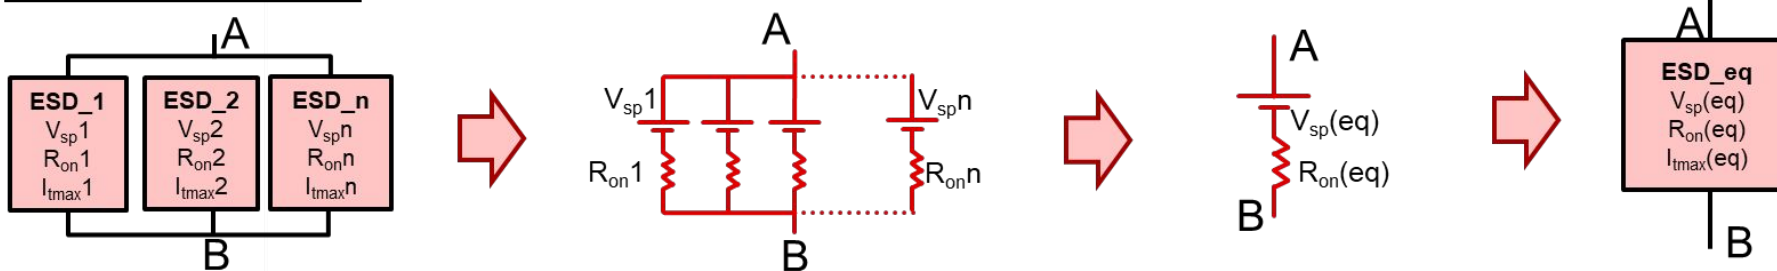 A
ESD_1
Vsp1
Ron1
Itmax1
ESD_2
Vsp2
Ron2
Itmax2
ESD_n
Vspn
Ronn
Itmaxn
B
A
Vsp1
Vspn
Ron1
Ronn
B
A
Vsp(eq)
Ron(eq)
B
A
ESD_eq
Vsp(eq)
Ron(eq)
Itmax(eq)
B